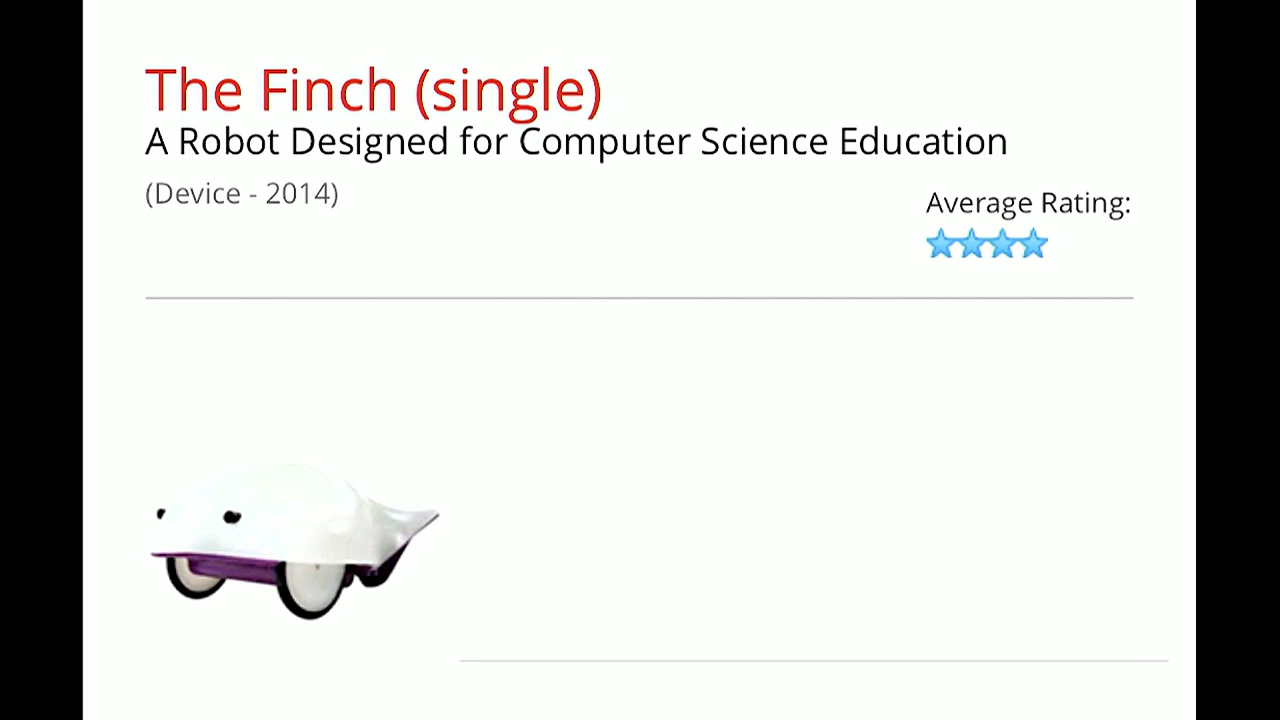 The Finch (single)
A Robot Designed for Computer Science Education
(Device - 2014)
Average Rating: